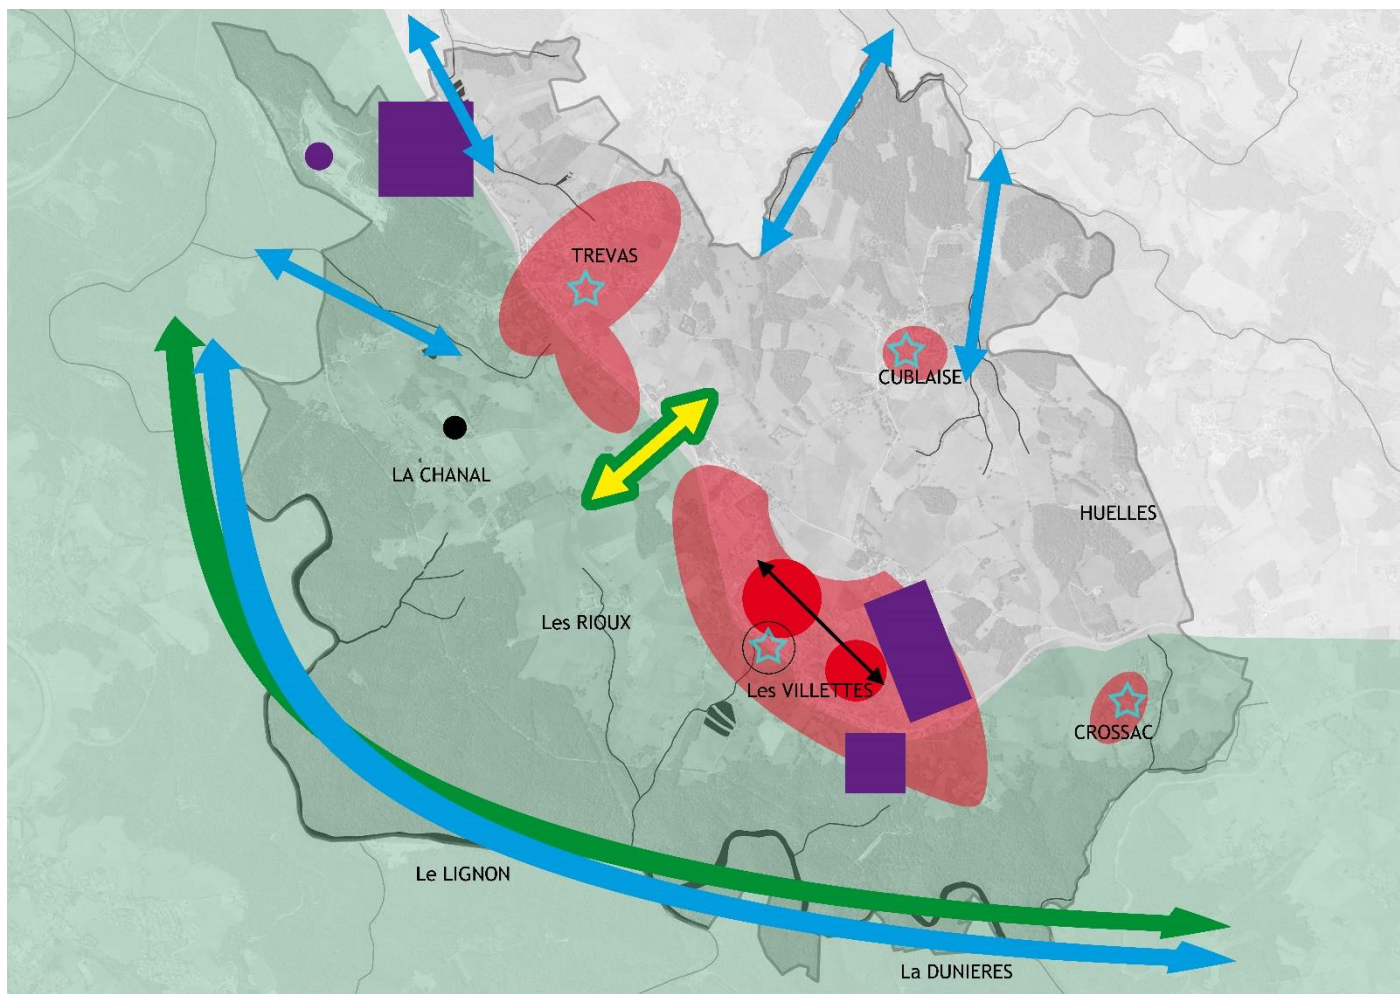 TREVAS
CUBLAISE
LA CHANAL
HUELLES
Les RIOUX
Les VILLETTES
CROSSAC
Le LIGNON
La DUNIERES